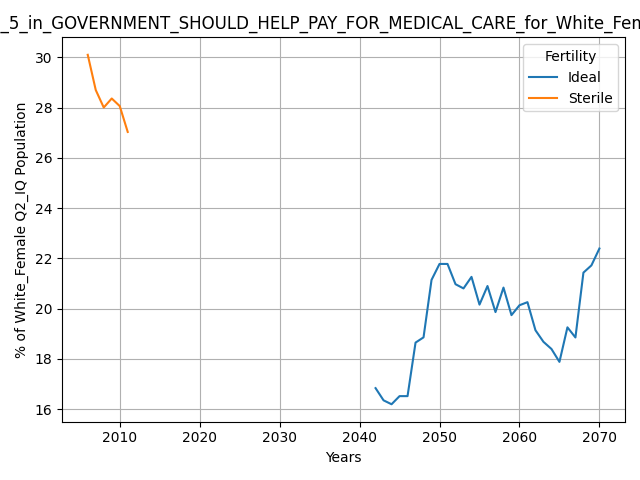 _5_in_GOVERNMENT_SHOULD_HELP_PAY_FOR_MEDICAL_CARE_for_White_Fem
Fertility
Ideal
Sterile
% of White_Female Q2_IQ Population
30
28
26
24
22
20
18
16
2010 2020 2030 2040 2050 2060 2070
Years